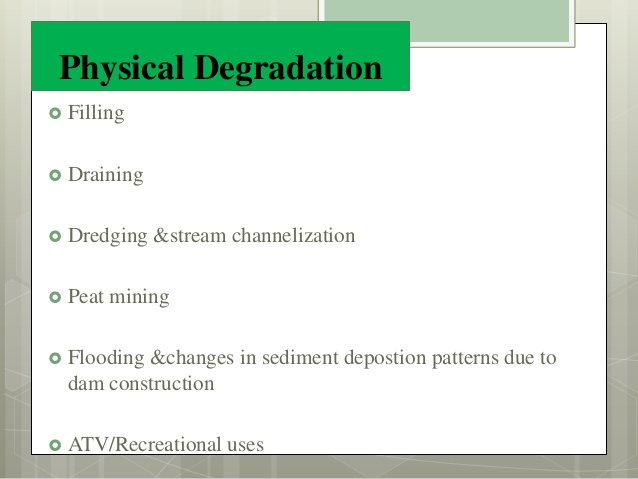 Physical Degradation
Filling
Draining
Dredging &stream channelization
Peat mining
Flooding &changes in sediment depostion patterns due to
dam construction
ATV/Recreational uses